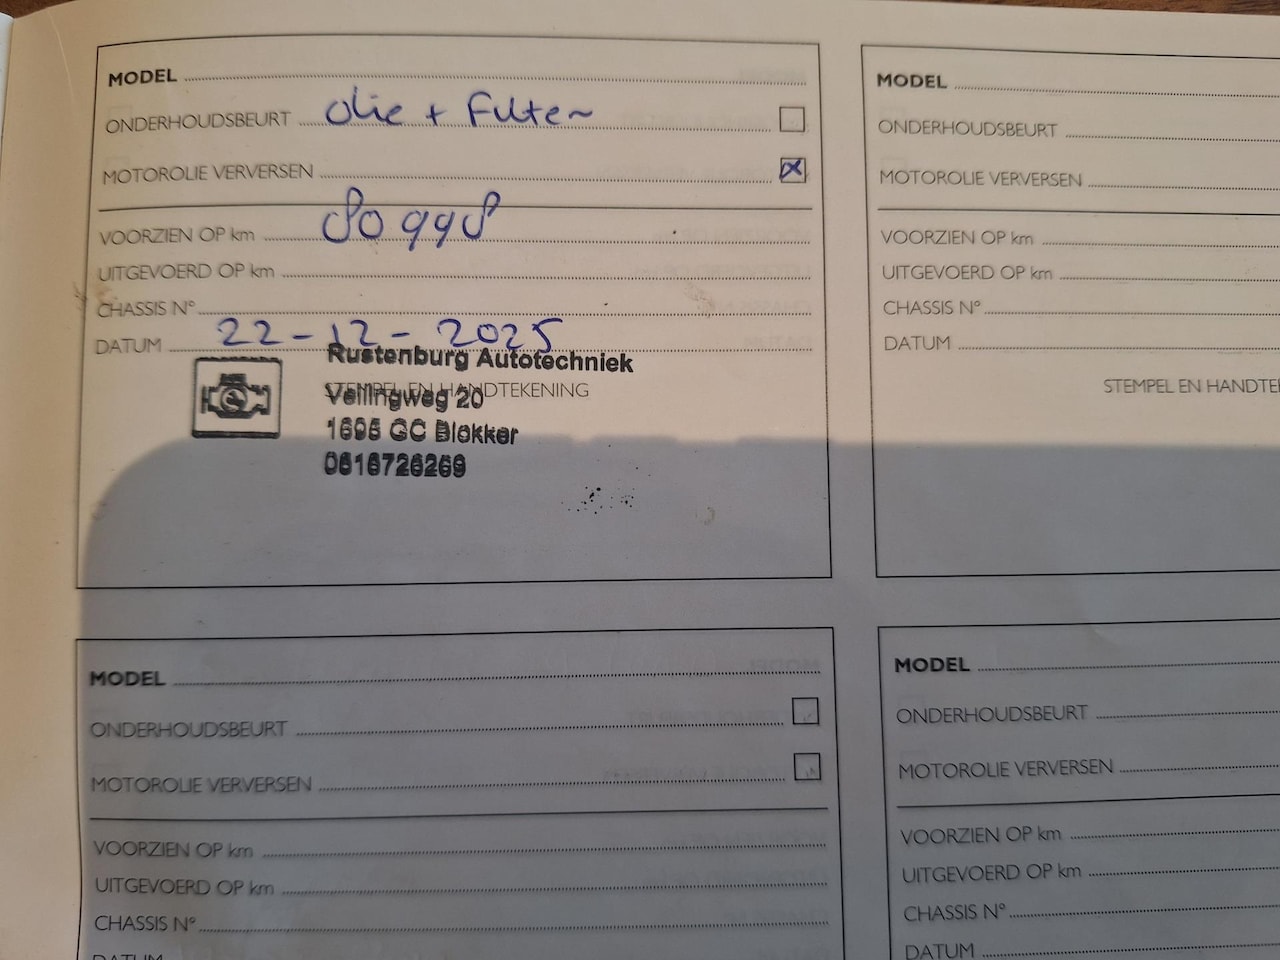 MODEL
ONDERHOUDSBEURT Olie + Filter
MOTOROLIE VERVERSEN
VOORZIEN OP km 80998
UITGEVOERD OP km
CHASSIS N°
DATUM 22-12-2025
Rustenburg Autotechniek
STEMPEL EN HANDTEKENING
Veilingweg 20
1695 GC Blokker
0616726269
MODEL
ONDERHOUDSBEURT
MOTOROLIE VERVERSEN
VOORZIEN OP km
UITGEVOERD OP km
CHASSIS N°
DATUM
STEMPEL EN HANDTE
MODEL
ONDERHOUDSBEURT
MOTOROLIE VERVERSEN
VOORZIEN OP km
UITGEVOERD OP km
CHASSIS N°
DATUM
MODEL
ONDERHOUDSBEURT
MOTOROLIE VERVERSEN
VOORZIEN OP km
UITGEVOERD OP km
CHASSIS N°
DATUM